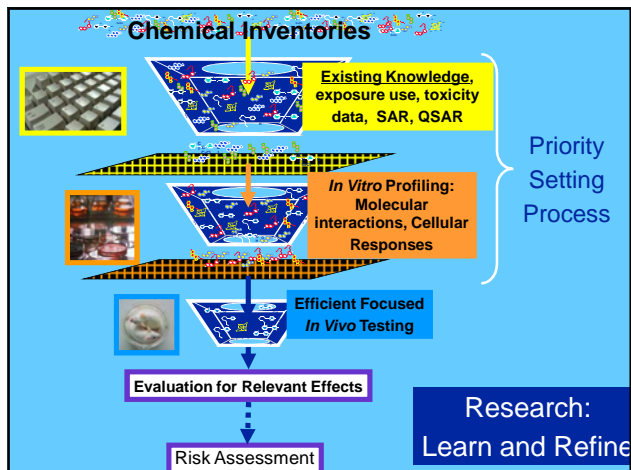 Chemical Inventories
Existing Knowledge,
exposure use, toxicity
data, SAR, QSAR
Priority
Setting
Process
In Vitro Profiling:
Molecular
interactions, Cellular
Responses
Efficient Focused
In Vivo Testing
Evaluation for Relevant Effects
Risk Assessment
Research:
Learn and Refine